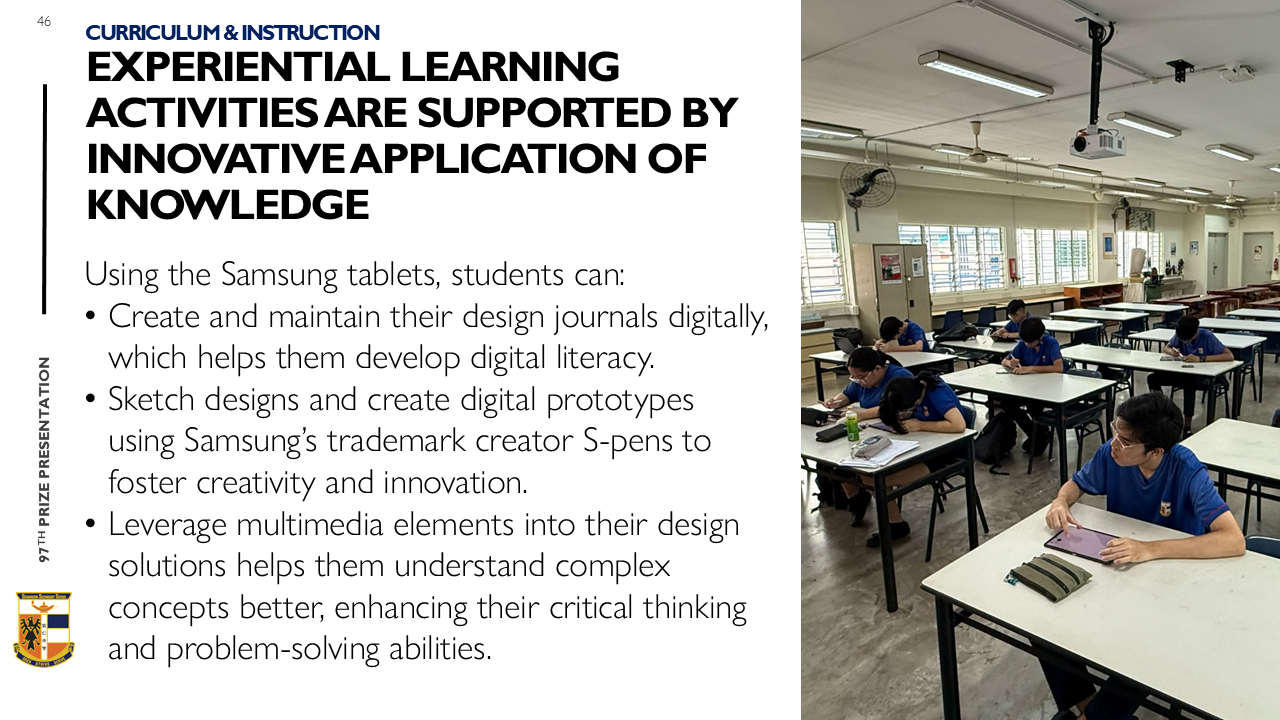 46
CURRICULUM & INSTRUCTION
EXPERIENTIAL LEARNING
ACTIVITIES ARE SUPPORTED BY
INNOVATIVE APPLICATION OF
KNOWLEDGE
Using the Samsung tablets, students can:
• Create and maintain their design journals digitally,
which helps them develop digital literacy.
• Sketch designs and create digital prototypes
using Samsung’s trademark creator S-pens to
foster creativity and innovation.
• Leverage multimedia elements into their design
solutions helps them understand complex
concepts better, enhancing their critical thinking
and problem-solving abilities.
97TH PRIZE PRESENTATION